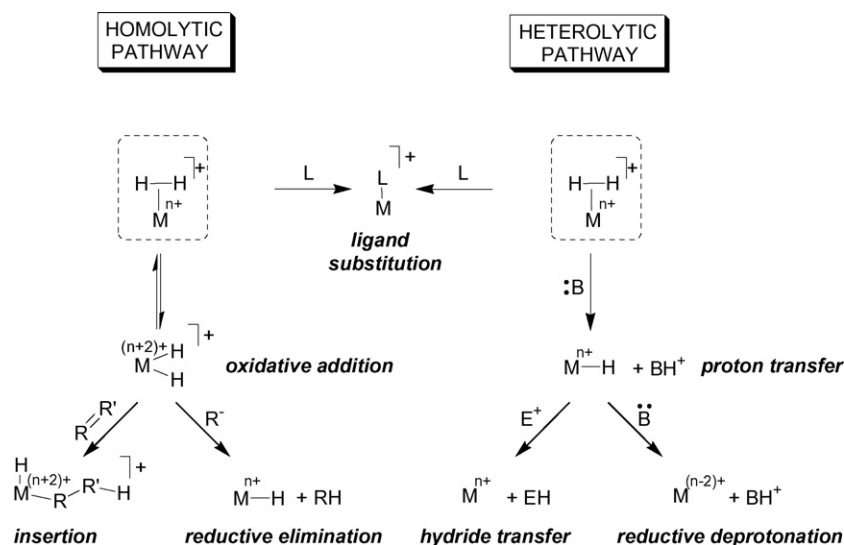 HOMOLYTIC
PATHWAY
HETEROLYTIC
PATHWAY
H H ]+
M n+
L
]+
L
M
L
H H ]+
M n+
ligand
substitution
:B
(n+2)+
M H ]+
H
oxidative addition
n+
M—H + BH+
proton transfer
R=R'
R-
E+
B̈
H
M (n+2)+ R R' H ]+
n+
M—H + RH
n+
M + EH
M (n-2)+ + BH+
insertion
reductive elimination
hydride transfer
reductive deprotonation